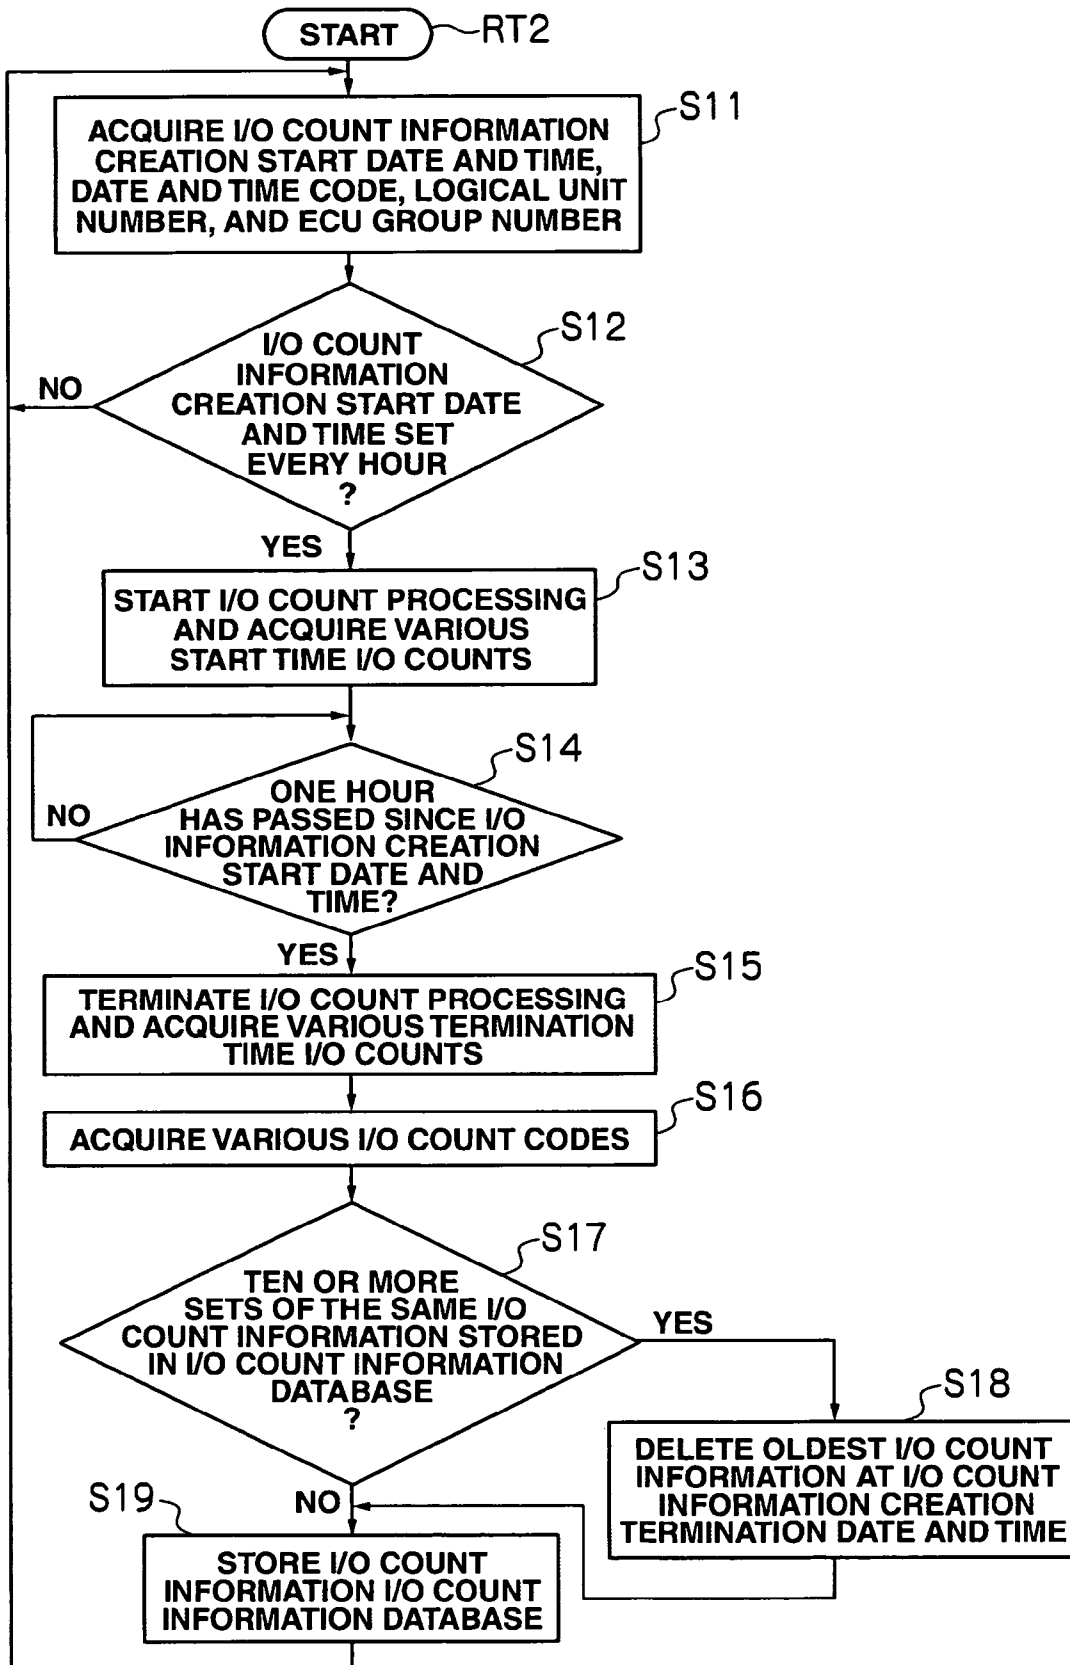 START
RT2
S11
ACQUIRE I/O COUNT INFORMATION
CREATION START DATE AND TIME,
DATE AND TIME CODE, LOGICAL UNIT
NUMBER, AND ECU GROUP NUMBER
S12
I/O COUNT
INFORMATION
CREATION START DATE
AND TIME SET
EVERY HOUR
?
NO
YES
S13
START I/O COUNT PROCESSING
AND ACQUIRE VARIOUS
START TIME I/O COUNTS
S14
ONE HOUR
HAS PASSED SINCE I/O
INFORMATION CREATION
START DATE AND
TIME?
NO
YES
S15
TERMINATE I/O COUNT PROCESSING
AND ACQUIRE VARIOUS TERMINATION
TIME I/O COUNTS
S16
ACQUIRE VARIOUS I/O COUNT CODES
S17
TEN OR MORE
SETS OF THE SAME I/O
COUNT INFORMATION STORED
IN I/O COUNT INFORMATION
DATABASE
?
YES
S18
DELETE OLDEST I/O COUNT
INFORMATION AT I/O COUNT
INFORMATION CREATION
TERMINATION DATE AND TIME
NO
S19
STORE I/O COUNT
INFORMATION I/O COUNT
INFORMATION DATABASE